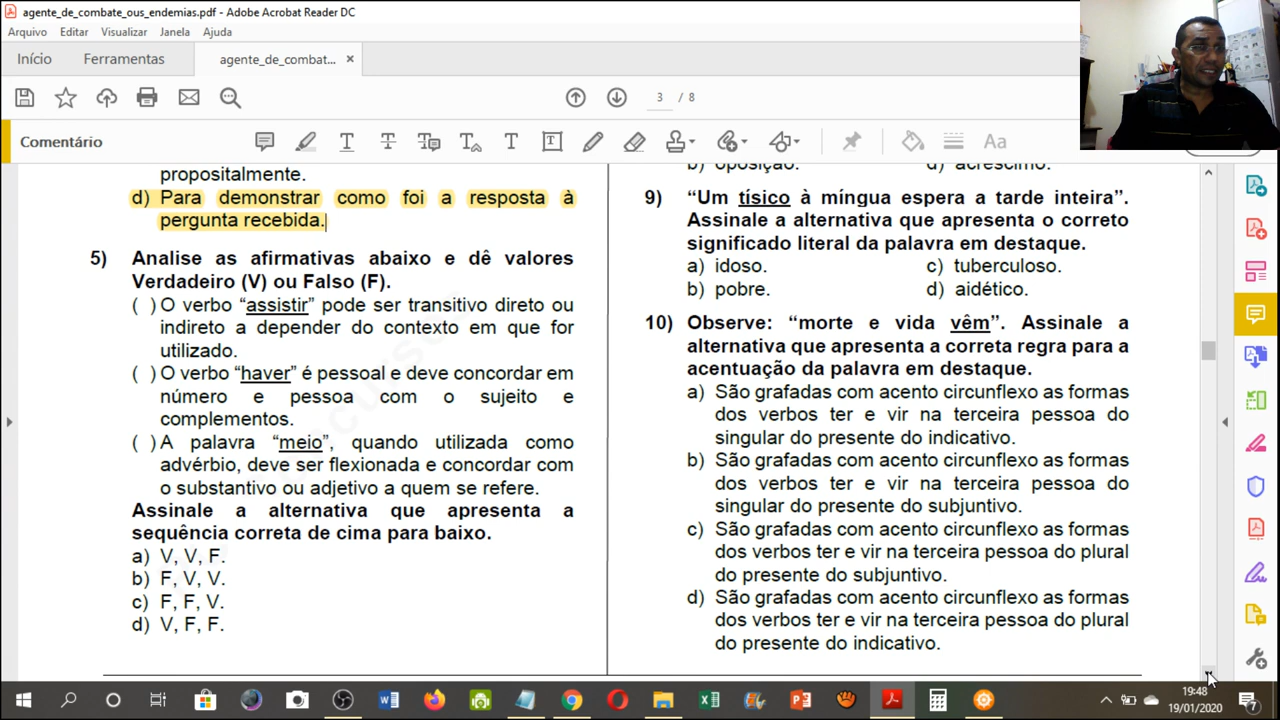 agente_de_combate_ous_endemias.pdf - Adobe Acrobat Reader DC
Arquivo Editar Visualizar Janela Ajuda
Início Ferramentas agente_de_combat... ×
3 / 8
Comentário
propositalmente.
d) Para demonstrar como foi a resposta à
pergunta recebida.
5) Analise as afirmativas abaixo e dê valores
Verdadeiro (V) ou Falso (F).
( ) O verbo “assistir” pode ser transitivo direto ou
indireto a depender do contexto em que for
utilizado.
( ) O verbo “haver” é pessoal e deve concordar em
número e pessoa com o sujeito e
complementos.
( ) A palavra “meio”, quando utilizada como
advérbio, deve ser flexionada e concordar com
o substantivo ou adjetivo a quem se refere.
Assinale a alternativa que apresenta a
sequência correta de cima para baixo.
a) V, V, F.
b) F, V, V.
c) F, F, V.
d) V, F, F.
b) oposição. d) acréscimo.
9) “Um tísico à míngua espera a tarde inteira”.
Assinale a alternativa que apresenta o correto
significado literal da palavra em destaque.
a) idoso. c) tuberculoso.
b) pobre. d) aidético.
10) Observe: “morte e vida vêm”. Assinale a
alternativa que apresenta a correta regra para a
acentuação da palavra em destaque.
a) São grafadas com acento circunflexo as formas
dos verbos ter e vir na terceira pessoa do
singular do presente do indicativo.
b) São grafadas com acento circunflexo as formas
dos verbos ter e vir na terceira pessoa do
singular do presente do subjuntivo.
c) São grafadas com acento circunflexo as formas
dos verbos ter e vir na terceira pessoa do plural
do presente do subjuntivo.
d) São grafadas com acento circunflexo as formas
dos verbos ter e vir na terceira pessoa do plural
do presente do indicativo.
19:48
19/01/2020